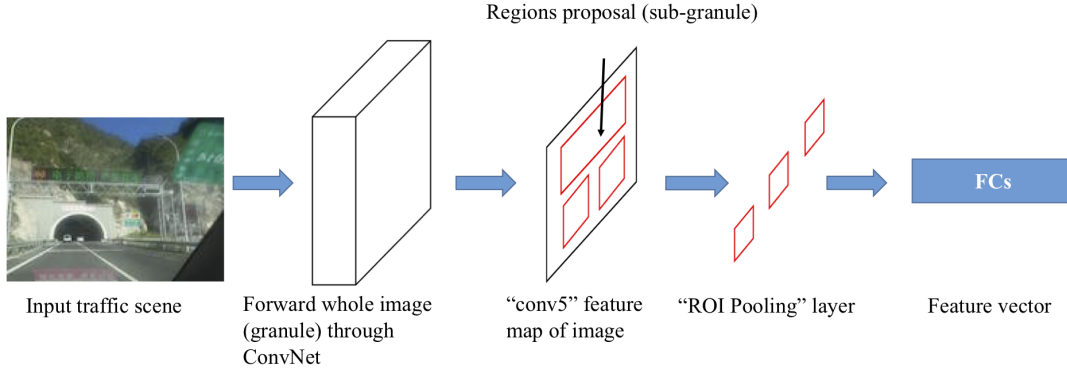 Regions proposal (sub-granule)
FCs
Input traffic scene
Forward whole image
(granule) through
ConvNet
“conv5” feature
map of image
“ROI Pooling” layer
Feature vector